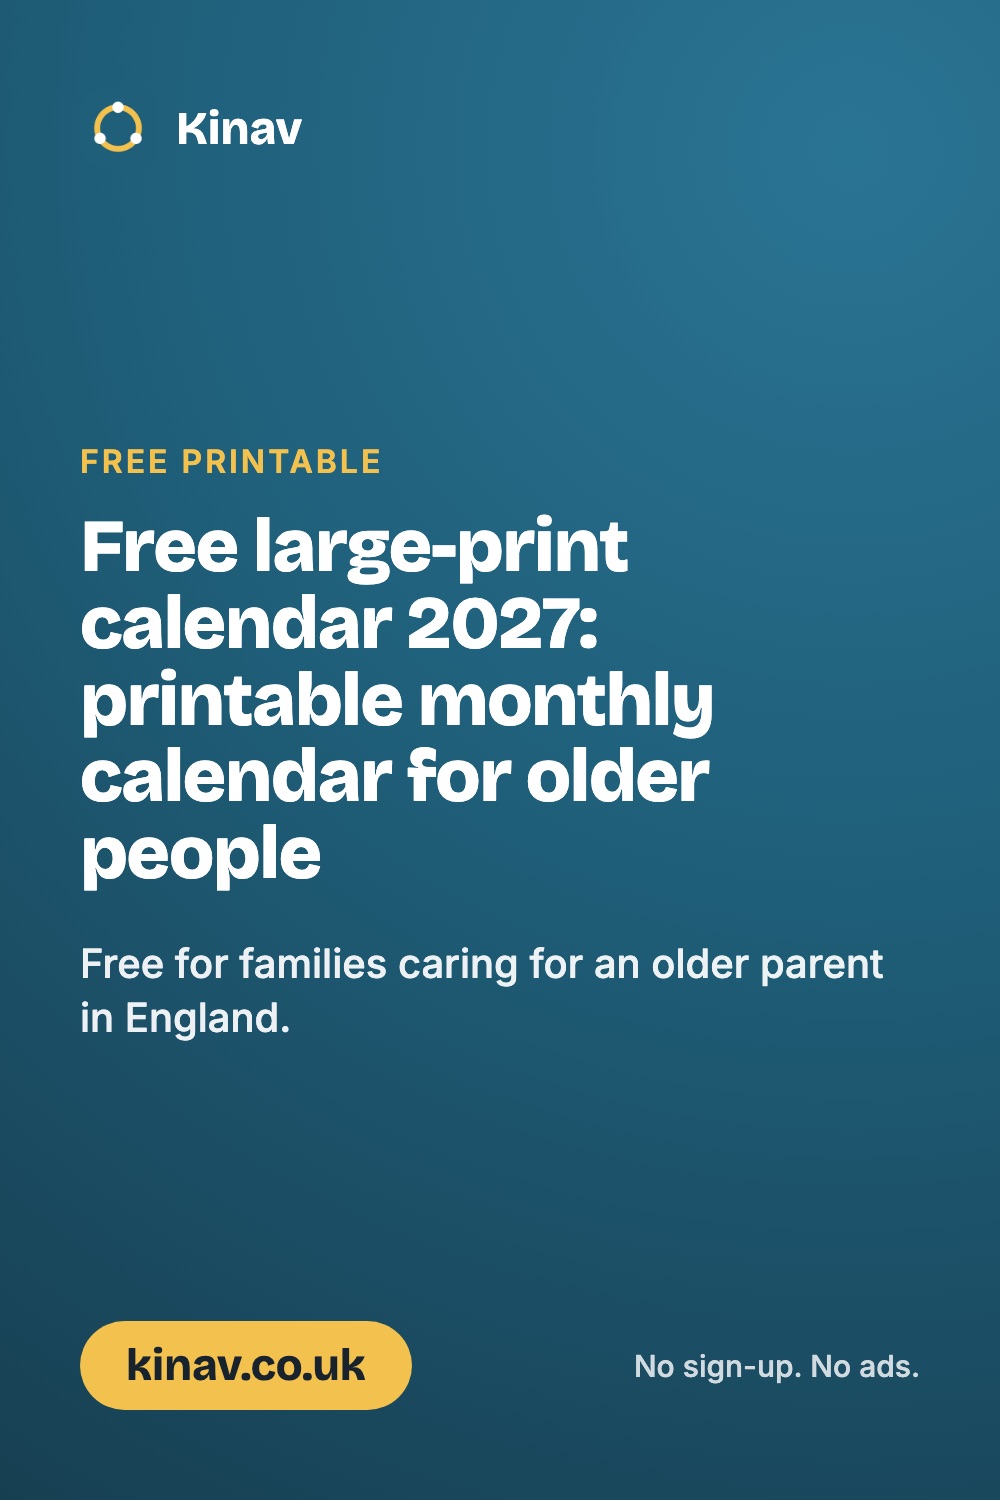 Kinav
FREE PRINTABLE
Free large-print
calendar 2027:
printable monthly
calendar for older
people
Free for families caring for an older parent
in England.
kinav.co.uk
No sign-up. No ads.